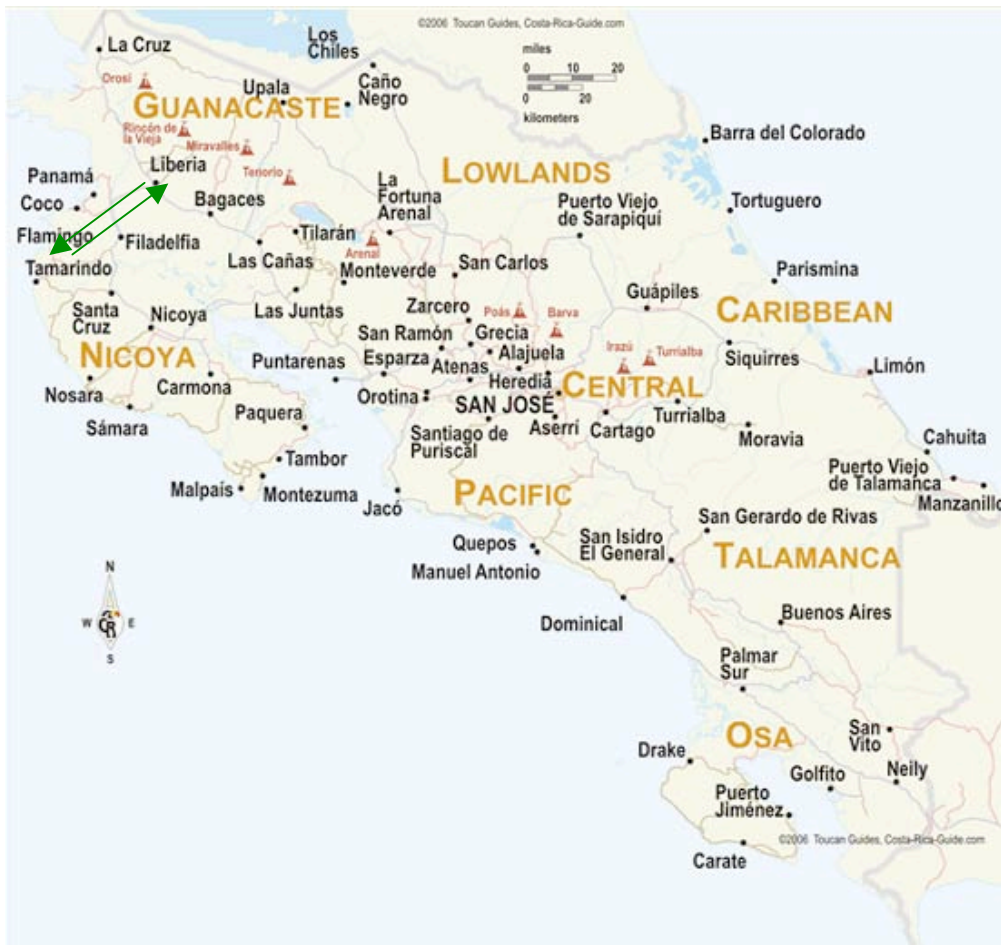 ©2006 Toucan Guides, Costa-Rica-Guide.com
La Cruz
Los
Chiles
miles
0 10 20
0 20
kilometers
Orosi
Upala
Caño
Negro
GUANACASTE
Rincón de
la Vieja
Miravalles
Barra del Colorado
Liberia
Tenorio
LOWLANDS
Panamá
La
Fortuna
Arenal
Coco
Bagaces
Puerto Viejo
de Sarapiquí
Tortuguero
Flamingo
Filadelfia
Tilarán
Arenal
Las Cañas
Tamarindo
Monteverde
San Carlos
Parismina
Santa
Cruz
Nicoya
Las Juntas
Zarcero
Poás
Barva
Guápiles
CARIBBEAN
San Ramón
Grecia
NICOYA
Puntarenas
Esparza
Alajuela
Irazú
Turrialba
Siquirres
Atenas
Limón
Nosara
Carmona
Orotina
Heredia
CENTRAL
SAN JOSÉ
Sámara
Paquera
Aserrí
Cartago
Turrialba
Santiago de
Puriscal
Moravia
Cahuita
Tambor
Puerto Viejo
de Talamanca
Malpaís
Montezuma
Jacó
PACIFIC
Manzanillo
San Gerardo de Rivas
Quepos
San Isidro
El General
TALAMANCA
Manuel Antonio
N
W E
CR
S
Dominical
Buenos Aires
Palmar
Sur
OSA
San
Vito
Drake
Golfito
Neily
Puerto
Jiménez
©2006 Toucan Guides, Costa-Rica-Guide.com
Carate